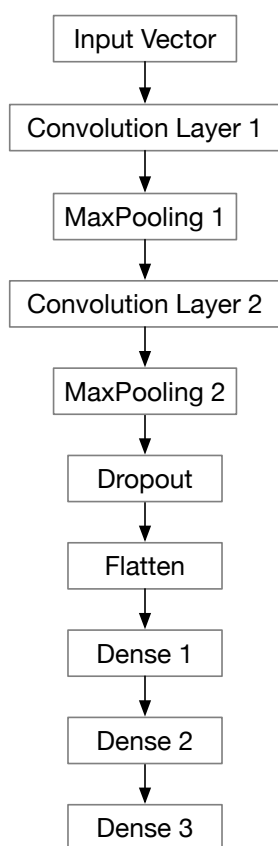 Input Vector
Convolution Layer 1
MaxPooling 1
Convolution Layer 2
MaxPooling 2
Dropout
Flatten
Dense 1
Dense 2
Dense 3